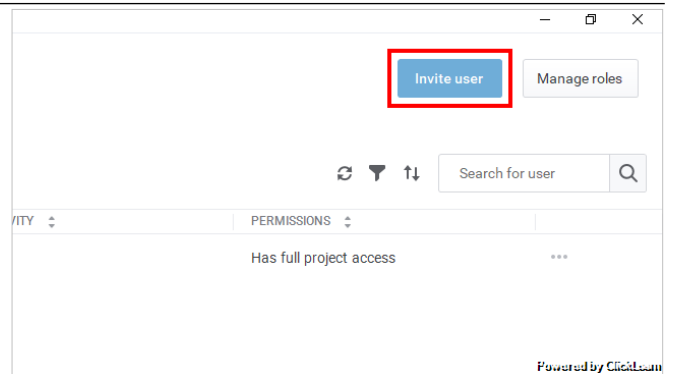 Invite user
Manage roles
Search for user
VITY
PERMISSIONS
Has full project access
Powered by ClickLearn